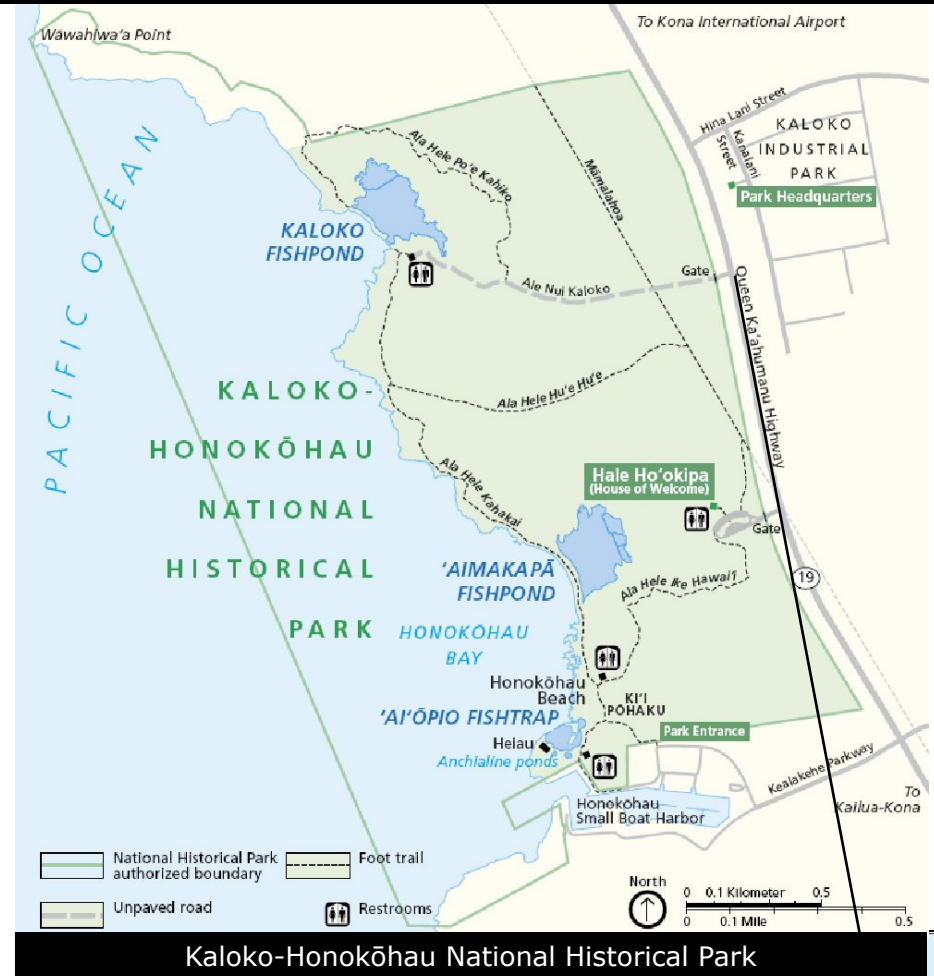 To Kona International Airport
Wawahiwa'a Point
Hina Lani Street
Kanalani
Street
KALOKO
INDUSTRIAL
PARK
Park Headquarters
Ala Hele Po'e Kahiko
Māmalahoa
PACIFIC OCEAN
KALOKO
FISHPOND
Gate
Ale Nui Kaloko
Queen Ka'ahumanu Highway
KALOKO-
HONOKŌHAU
NATIONAL
HISTORICAL
PARK
Ala Hele Hu'e Hu'e
Ala Hele Kahakai
Hale Ho'okipa
(House of Welcome)
Gate
19
'AIMAKAPĀ
FISHPOND
Ala Hele Ike Hawai'i
HONOKŌHAU
BAY
Honokōhau
Beach
KI'I
POHAKU
'AI'ŌPIO FISHTRAP
Heiau
Anchialine ponds
Park Entrance
Kealakehe Parkway
To
Kailua-Kona
Honokōhau
Small Boat Harbor
National Historical Park
authorized boundary
Foot trail
Unpaved road
Restrooms
North
0 0.1 Kilometer 0.5
0 0.1 Mile 0.5
Kaloko-Honokōhau National Historical Park